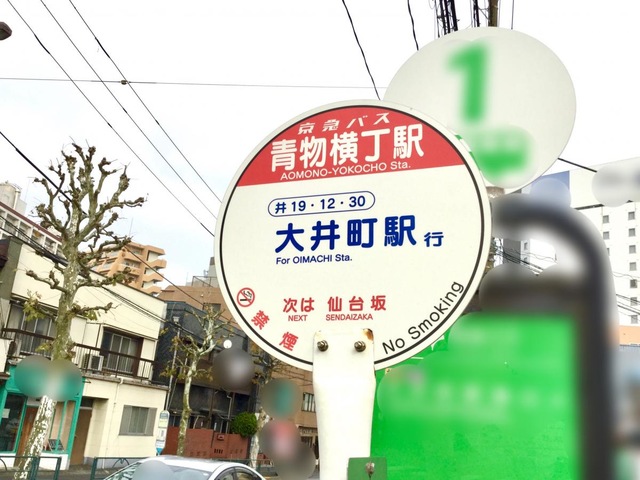 京急バス
青物横丁駅
AOMONO-YOKOCHO Sta.
井19・12・30
大井町駅 行
For OIMACHI Sta.
次は 仙台坂
NEXT SENDAIZAKA
禁煙
No Smoking
1